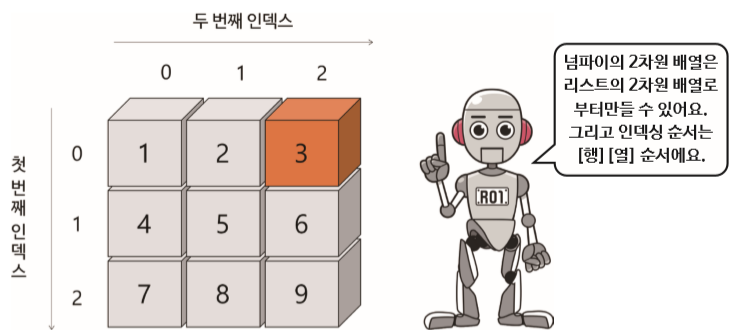 두 번째 인덱스
0 1 2
첫 번째 인덱스
0 1 2 3
1 4 5 6
2 7 8 9
넘파이의 2차원 배열은
리스트의 2차원 배열로
부터만들 수 있어요.
그리고 인덱싱 순서는
[행] [열] 순서에요.
R01